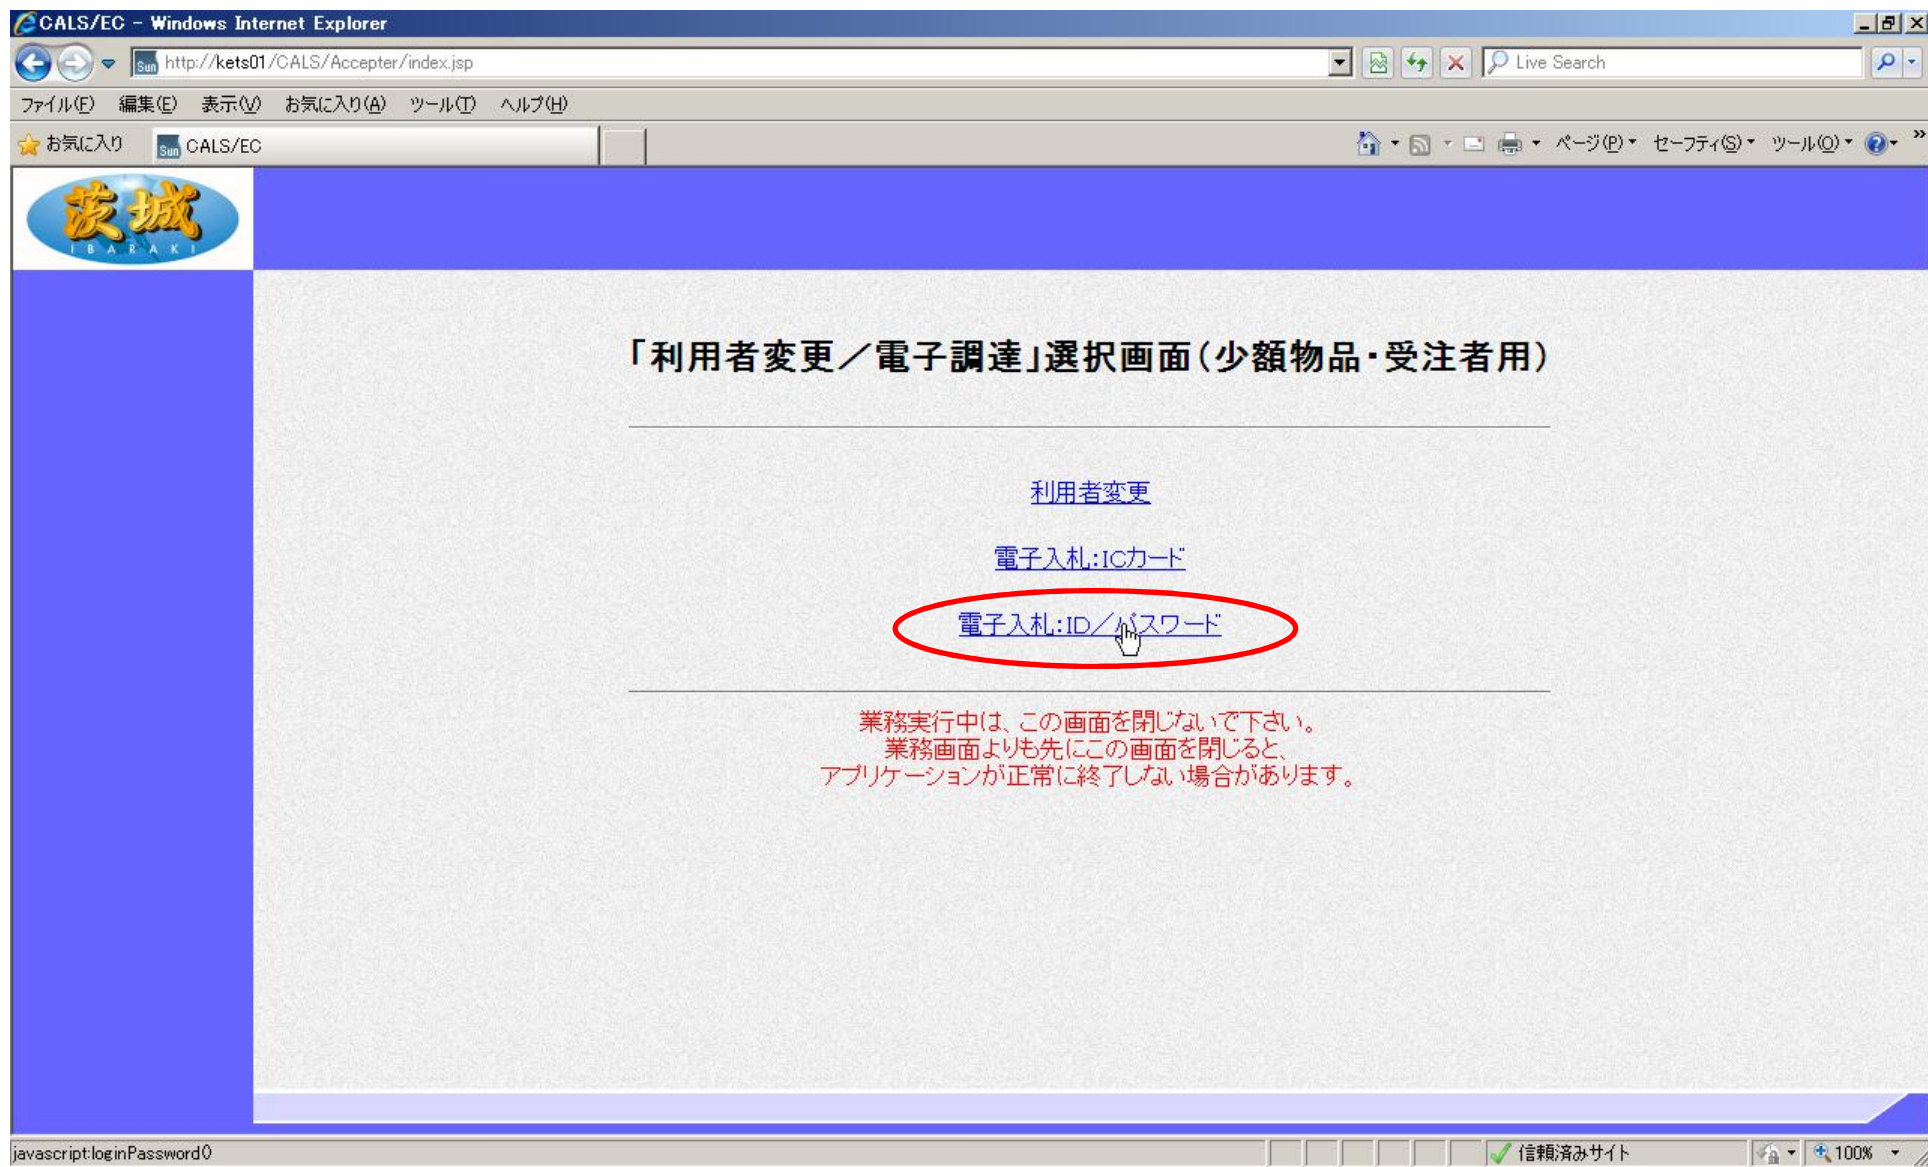 CALS/EC - Windows Internet Explorer
Sun http://kets01/CALS/Accepter/index.jsp
Live Search
ファイル(F) 編集(E) 表示(V) お気に入り(A) ツール(T) ヘルプ(H)
お気に入り Sun CALS/EC ページ(P) セーフティ(S) ツール(O) »
茨城
IBARAKI
「利用者変更/電子調達」選択画面(少額物品・受注者用)
利用者変更
電子入札:ICカード
電子入札:ID/パスワード
業務実行中は、この画面を閉じないで下さい。
業務画面よりも先にこの画面を閉じると、
アプリケーションが正常に終了しない場合があります。
javascript:loginPassword() 信頼済みサイト 100%